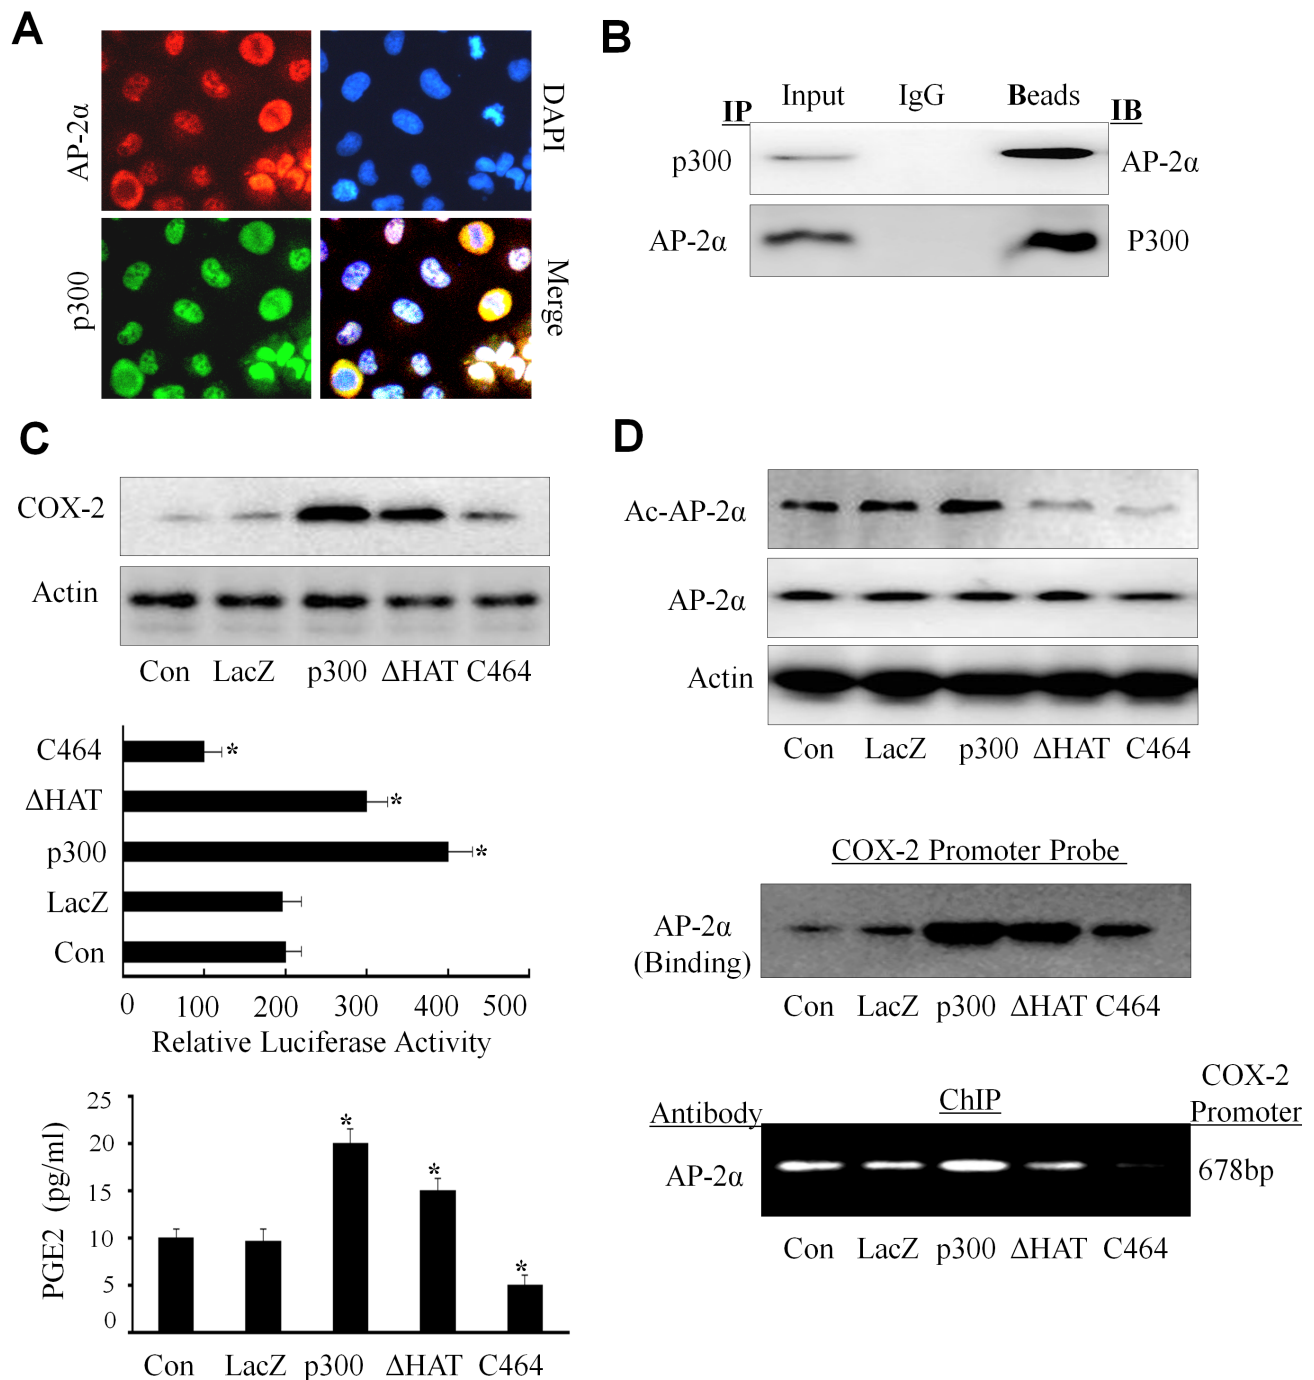 A
AP-2α
DAPI
p300
Merge
B
Input IgG Beads
IP IB
p300 AP-2α
AP-2α P300
C
COX-2
Actin
Con LacZ p300 ΔHAT C464
C464 *
ΔHAT *
p300 *
LacZ
Con
0 100 200 300 400 500
Relative Luciferase Activity
PGE2 (pg/ml)
25
20
15
10
5
0
* * *
Con LacZ p300 ΔHAT C464
D
Ac-AP-2α
AP-2α
Actin
Con LacZ p300 ΔHAT C464
COX-2 Promoter Probe
AP-2α
(Binding)
Con LacZ p300 ΔHAT C464
COX-2
Antibody ChIP Promoter
AP-2α 678bp
Con LacZ p300 ΔHAT C464